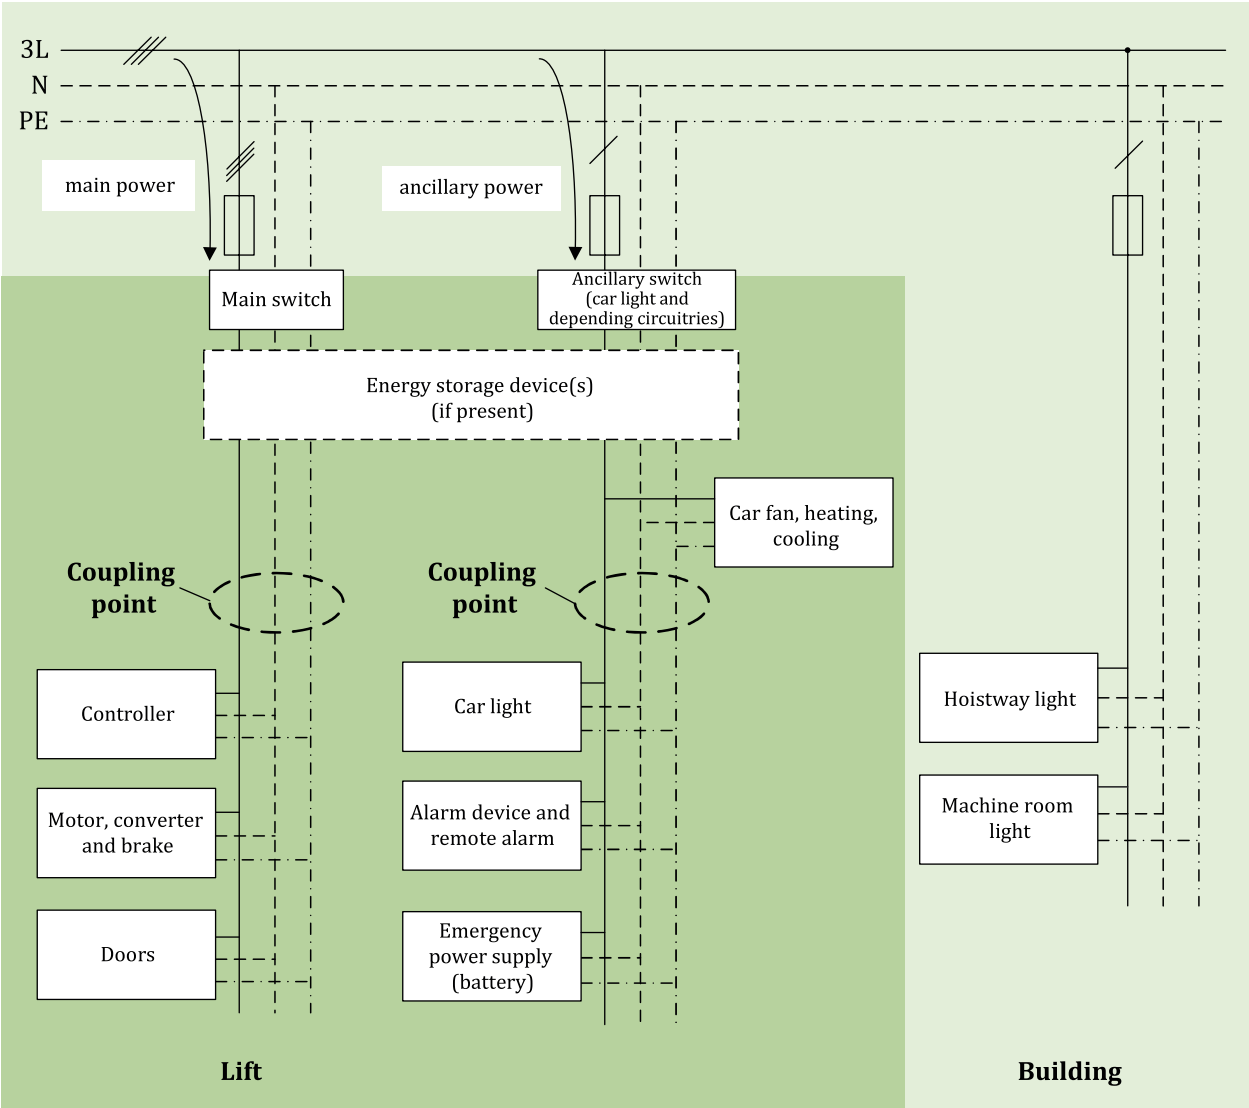 3L
N
PE
main power
ancillary power
Main switch
Ancillary switch
(car light and
depending circuitries)
Energy storage device(s)
(if present)
Car fan, heating,
cooling
Coupling
point
Coupling
point
Controller
Motor, converter
and brake
Doors
Car light
Alarm device and
remote alarm
Emergency
power supply
(battery)
Hoistway light
Machine room
light
Lift
Building